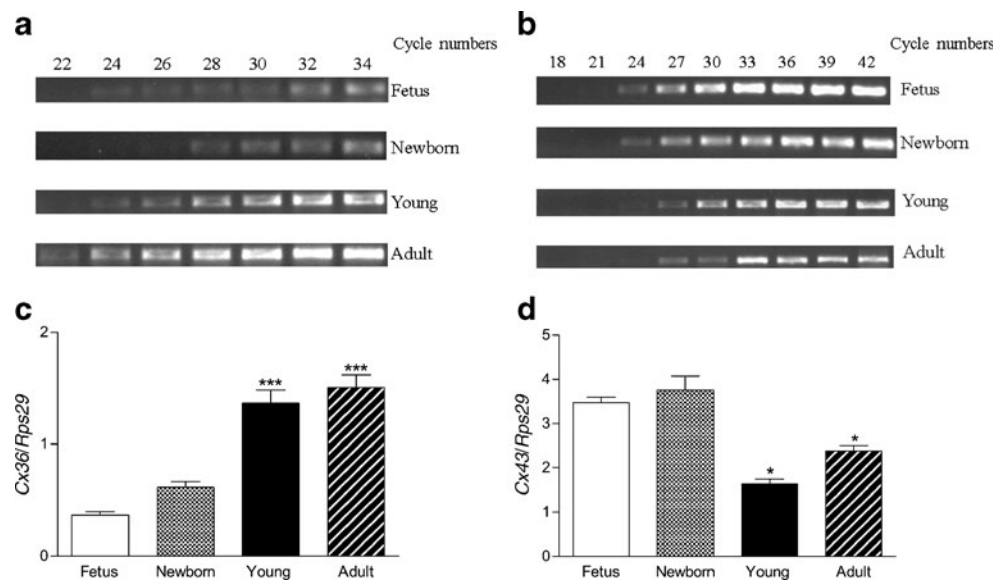 a
Cycle numbers
22 24 26 28 30 32 34
Fetus
Newborn
Young
Adult
b
Cycle numbers
18 21 24 27 30 33 36 39 42
Fetus
Newborn
Young
Adult
c
Cx36/Rps29
2
1
0
*** ***
Fetus Newborn Young Adult
d
Cx43/Rps29
5
4
3
2
1
0
* *
Fetus Newborn Young Adult